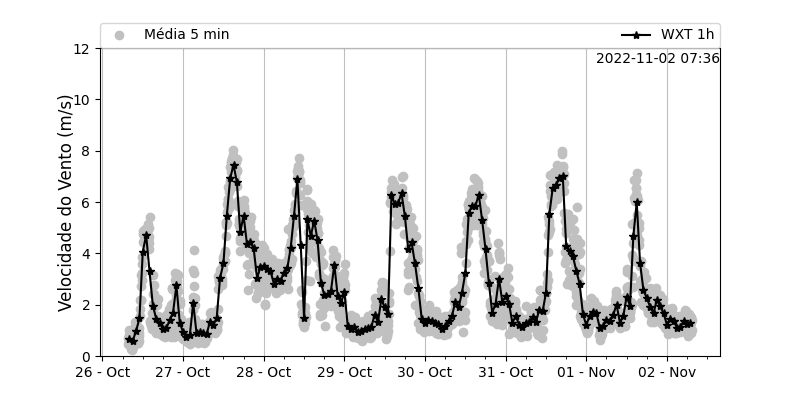 Média 5 min
WXT 1h
2022-11-02 07:36
Velocidade do Vento (m/s)
12
10
8
6
4
2
0
26 - Oct 27 - Oct 28 - Oct 29 - Oct 30 - Oct 31 - Oct 01 - Nov 02 - Nov